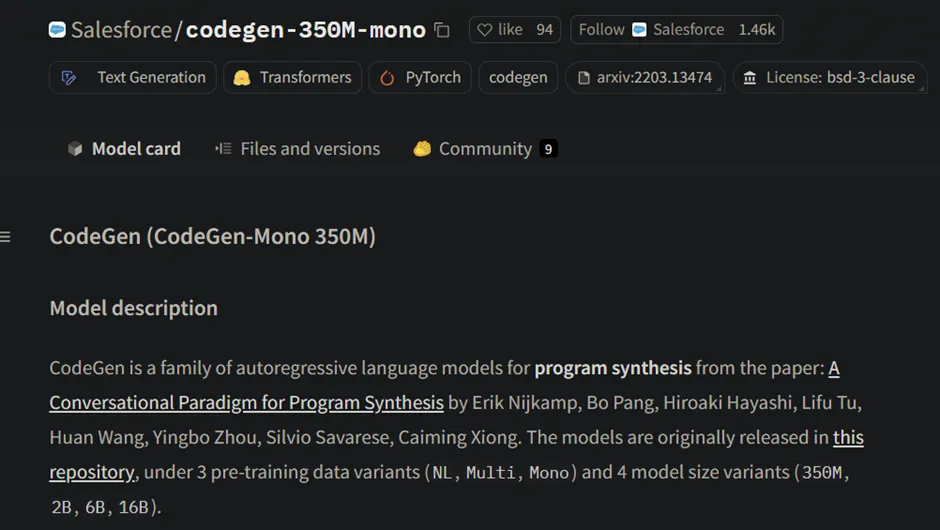 Salesforce/codegen-350M-mono like 94 Follow Salesforce 1.46k
Text Generation Transformers PyTorch codegen arxiv:2203.13474 License: bsd-3-clause
Model card Files and versions Community 9
CodeGen (CodeGen-Mono 350M)
Model description
CodeGen is a family of autoregressive language models for program synthesis from the paper: A
Conversational Paradigm for Program Synthesis by Erik Nijkamp, Bo Pang, Hiroaki Hayashi, Lifu Tu,
Huan Wang, Yingbo Zhou, Silvio Savarese, Caiming Xiong. The models are originally released in this
repository, under 3 pre-training data variants (NL, Multi, Mono) and 4 model size variants (350M,
2B, 6B, 16B).